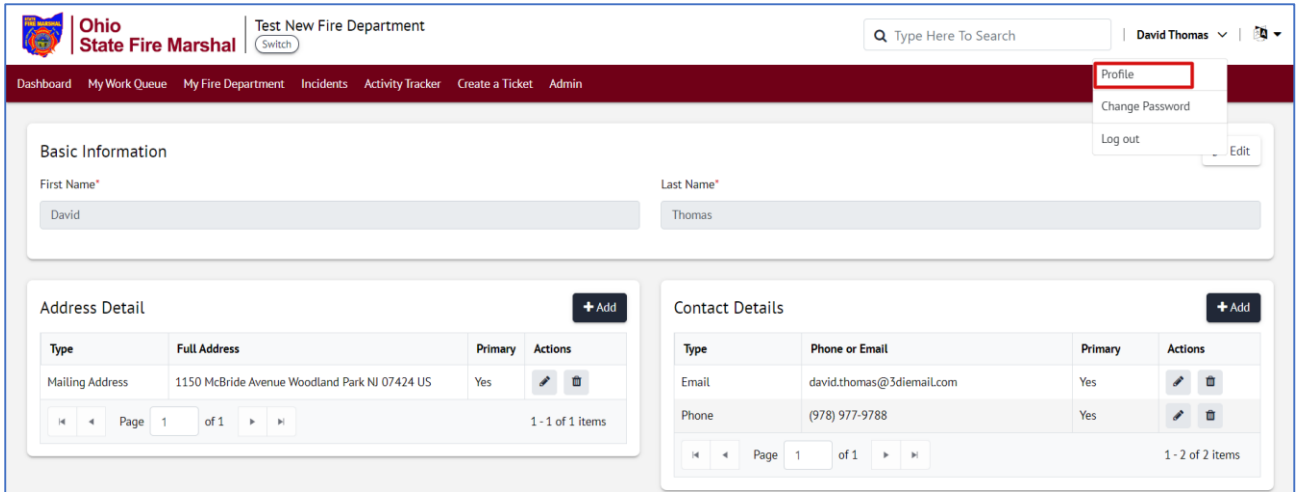 Ohio
State Fire Marshal
Test New Fire Department
Switch
Type Here To Search
David Thomas
Dashboard My Work Queue My Fire Department Incidents Activity Tracker Create a Ticket Admin
Profile
Change Password
Log out
Basic Information
Edit
First Name*
Last Name*
David
Thomas
Address Detail
+ Add
Type Full Address Primary Actions
Mailing Address 1150 McBride Avenue Woodland Park NJ 07424 US Yes
Page 1 of 1 1 - 1 of 1 items
Contact Details
+ Add
Type Phone or Email Primary Actions
Email david.thomas@3diemail.com Yes
Phone (978) 977-9788 Yes
Page 1 of 1 1 - 2 of 2 items